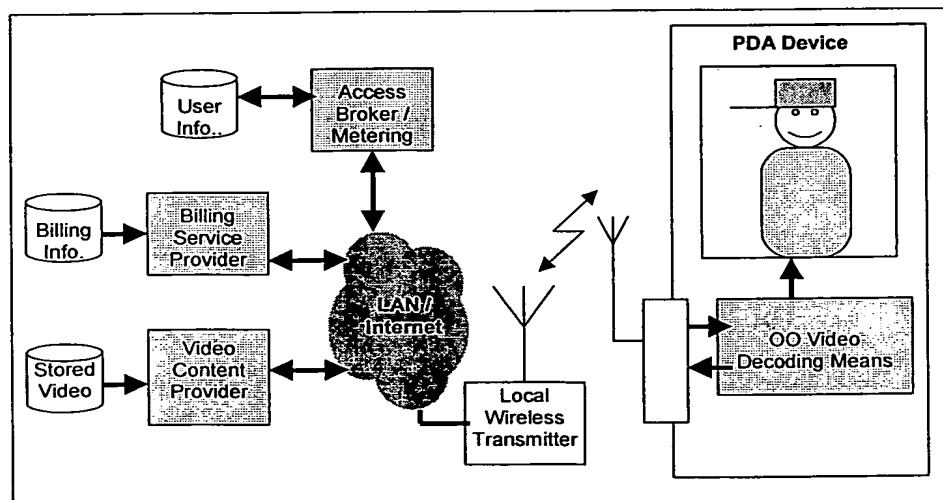 PDA Device
User
Info..
Access
Broker /
Metering
Billing
Info.
Billing
Service
Provider
LAN /
Internet
Stored
Video
Video
Content
Provider
Local
Wireless
Transmitter
OO Video
Decoding Means